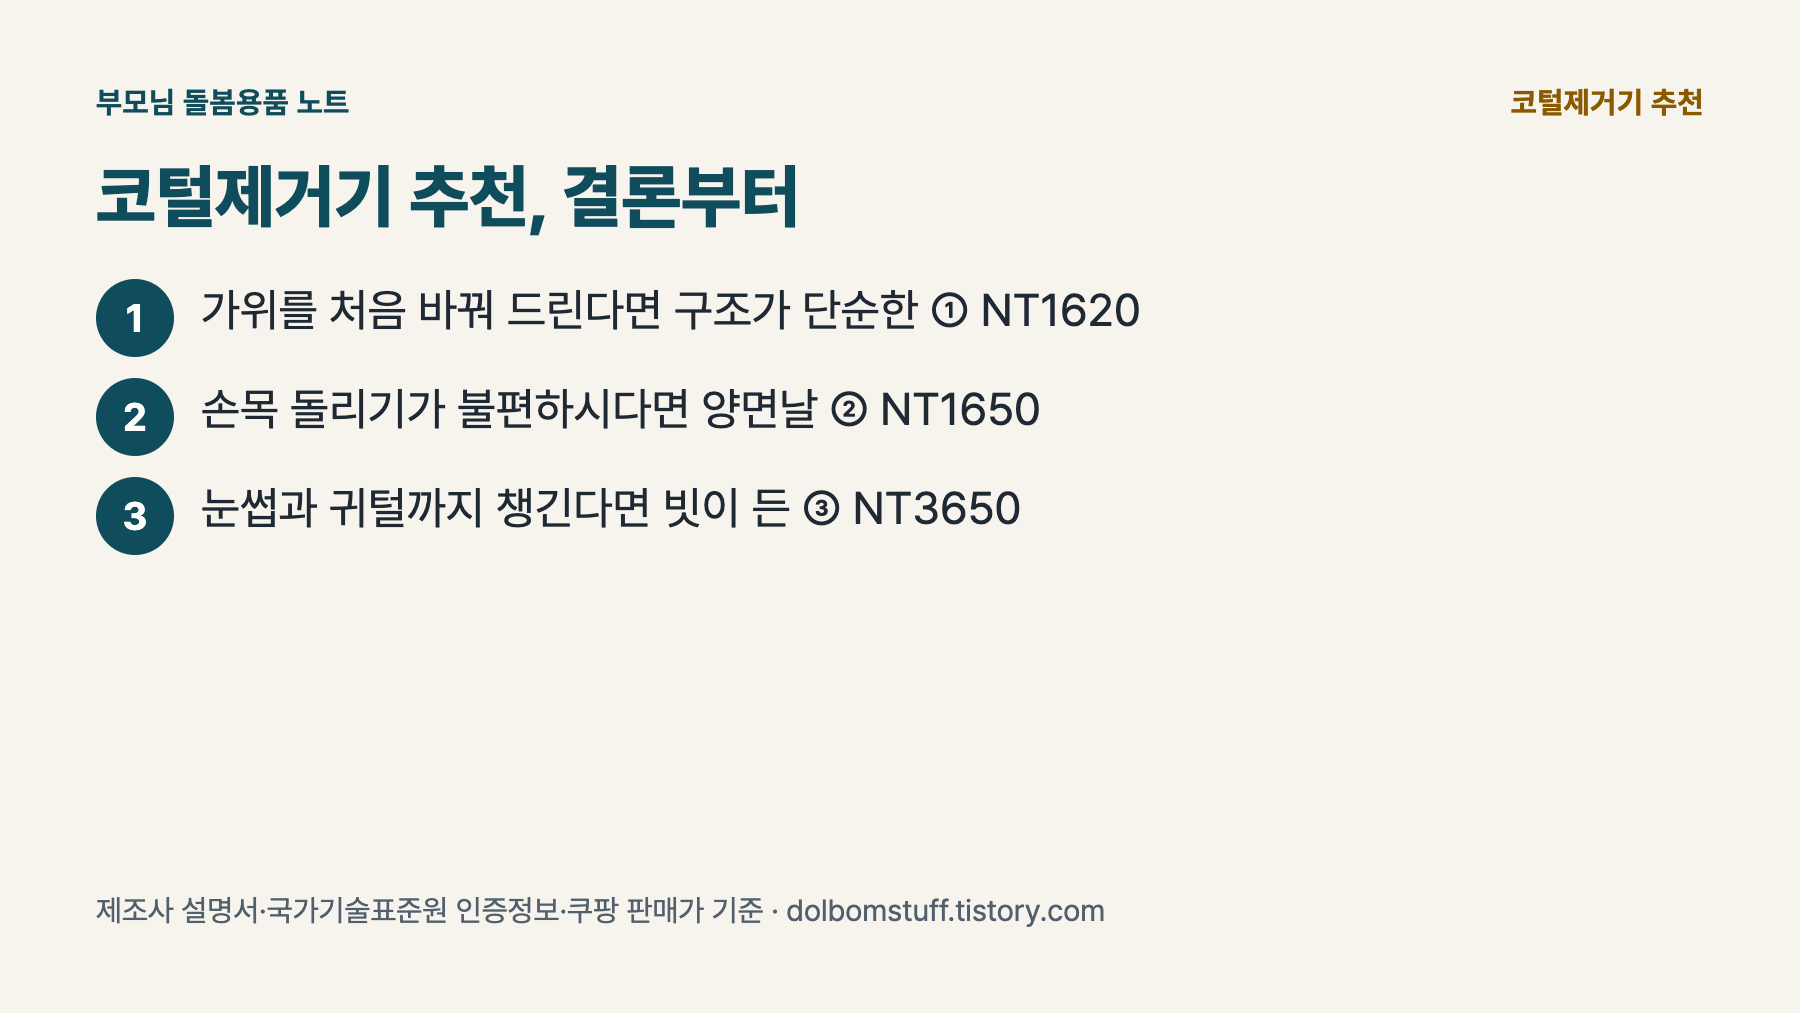 부모님 돌봄용품 노트
코털제거기 추천
코털제거기 추천, 결론부터
1 가위를 처음 바꿔 드린다면 구조가 단순한 ① NT1620
2 손목 돌리기가 불편하시다면 양면날 ② NT1650
3 눈썹과 귀털까지 챙긴다면 빗이 든 ③ NT3650
제조사 설명서·국가기술표준원 인증정보·쿠팡 판매가 기준 · dolbomstuff.tistory.com